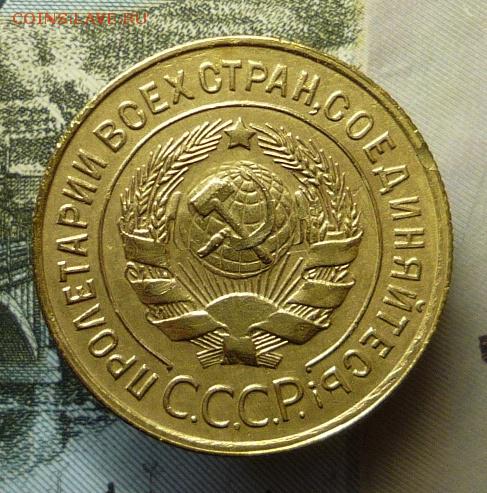 COINS.LAVE.RU
ПРОЛЕТАРИИ ВСЕХ СТРАН, СОЕДИНЯЙТЕСЬ!
С.С.С.Р.